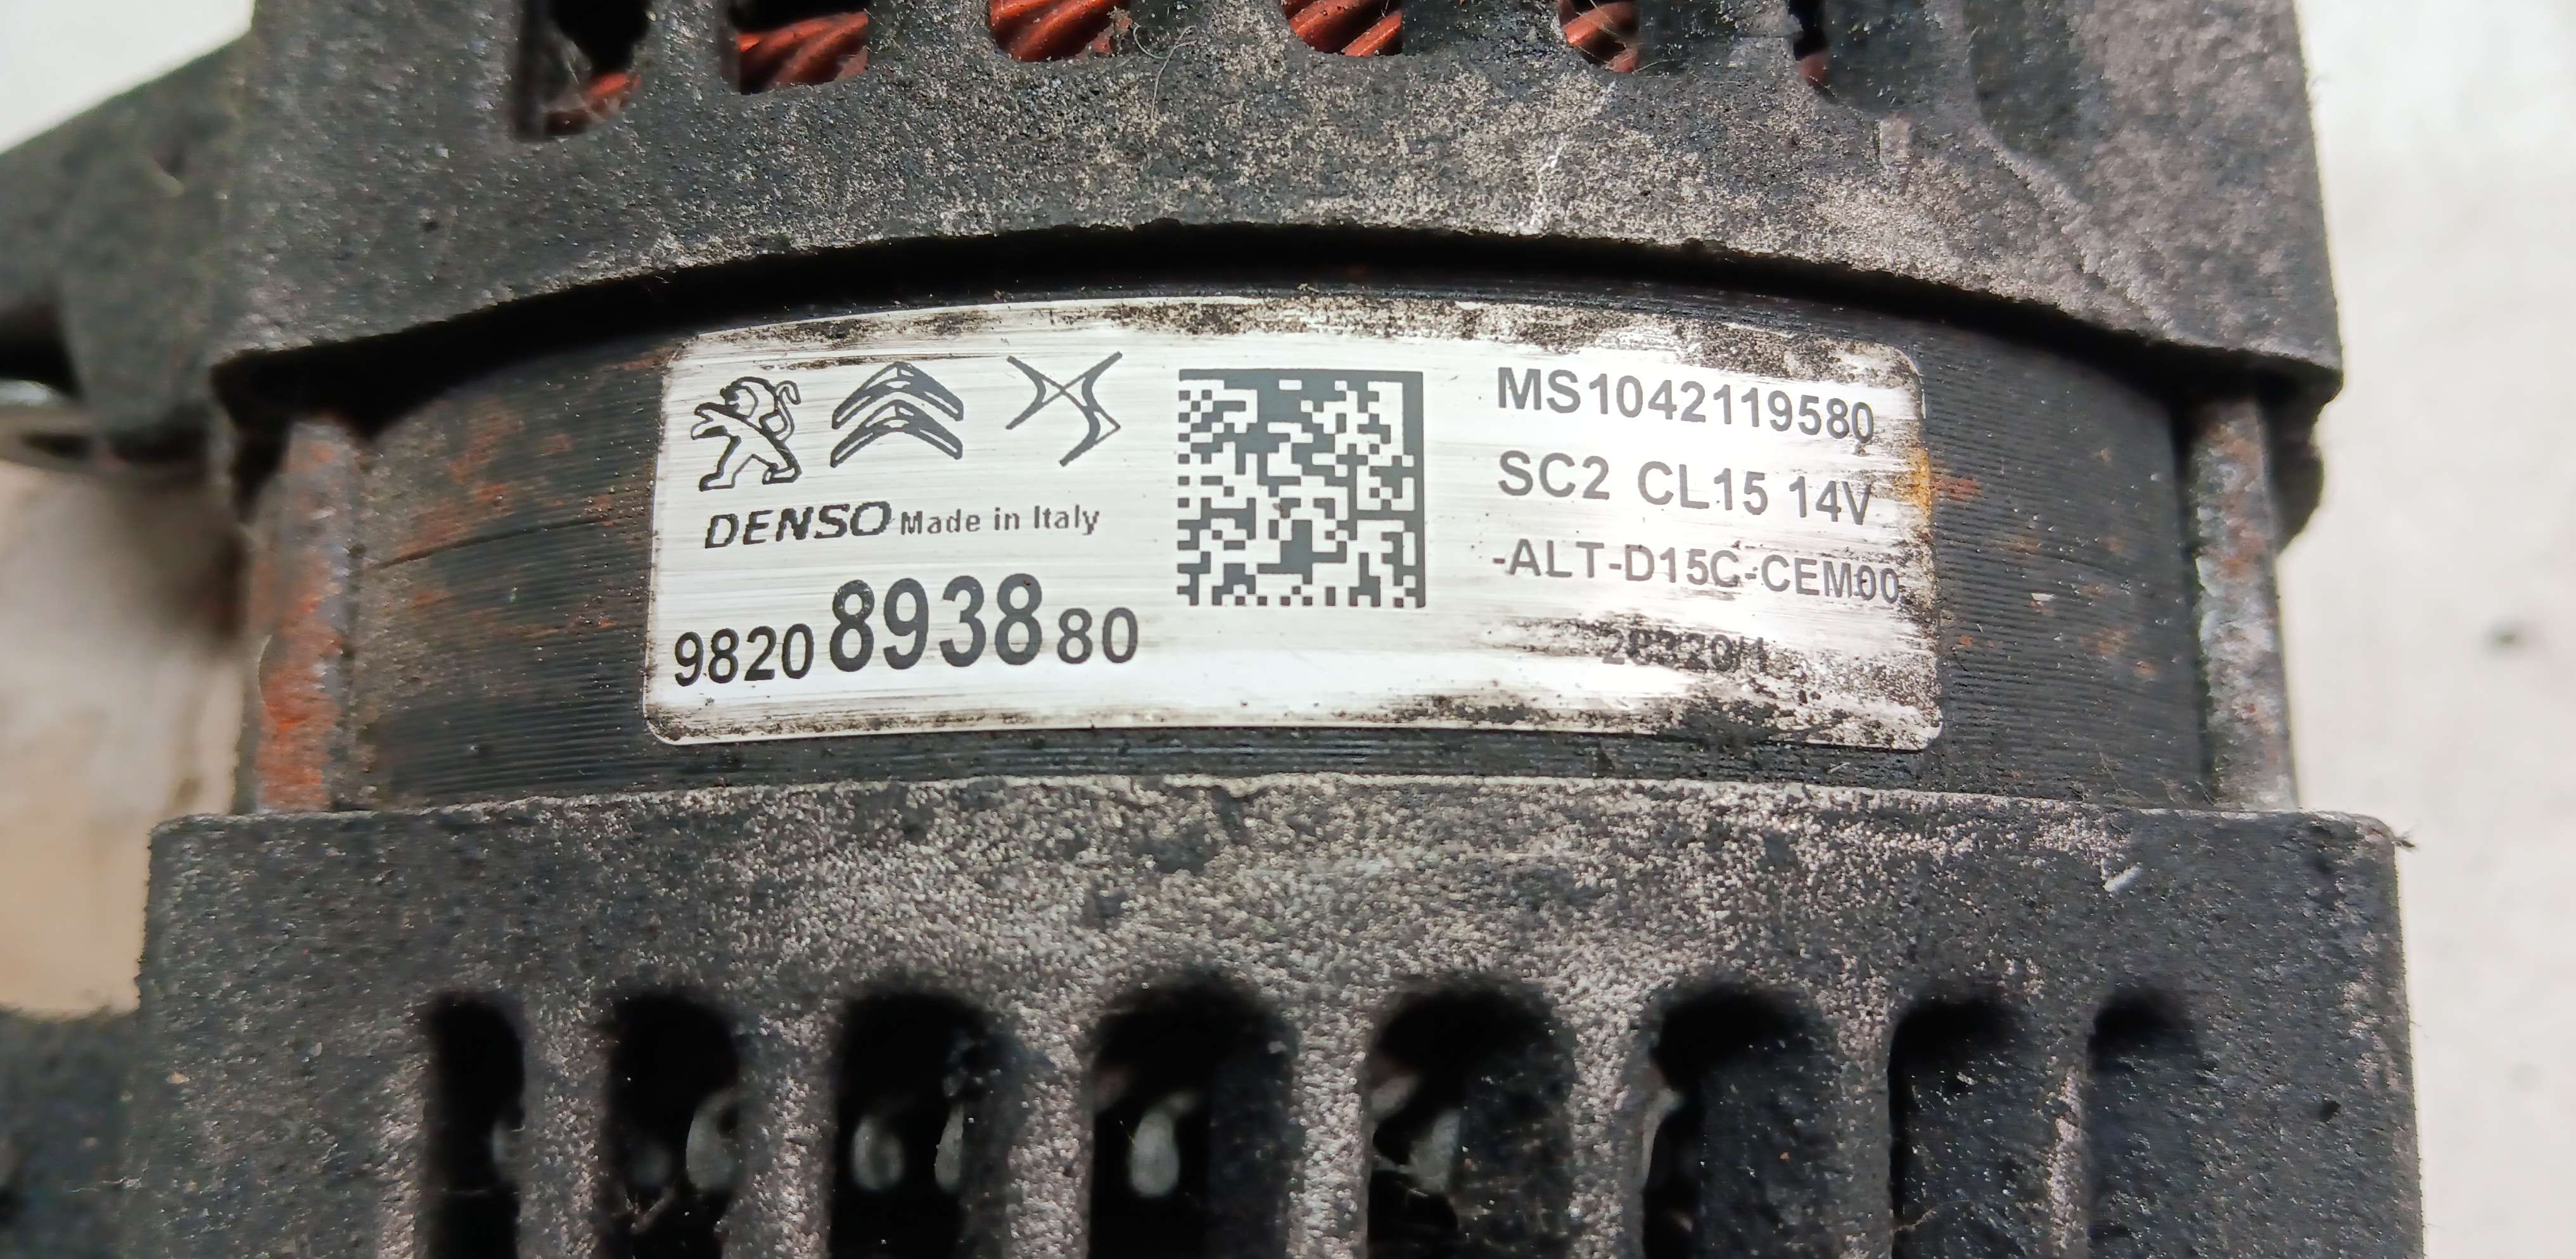 DENSO Made in Italy
9820893880
MS1042119580
SC2 CL15 14V
-ALT-D15C-CEM00